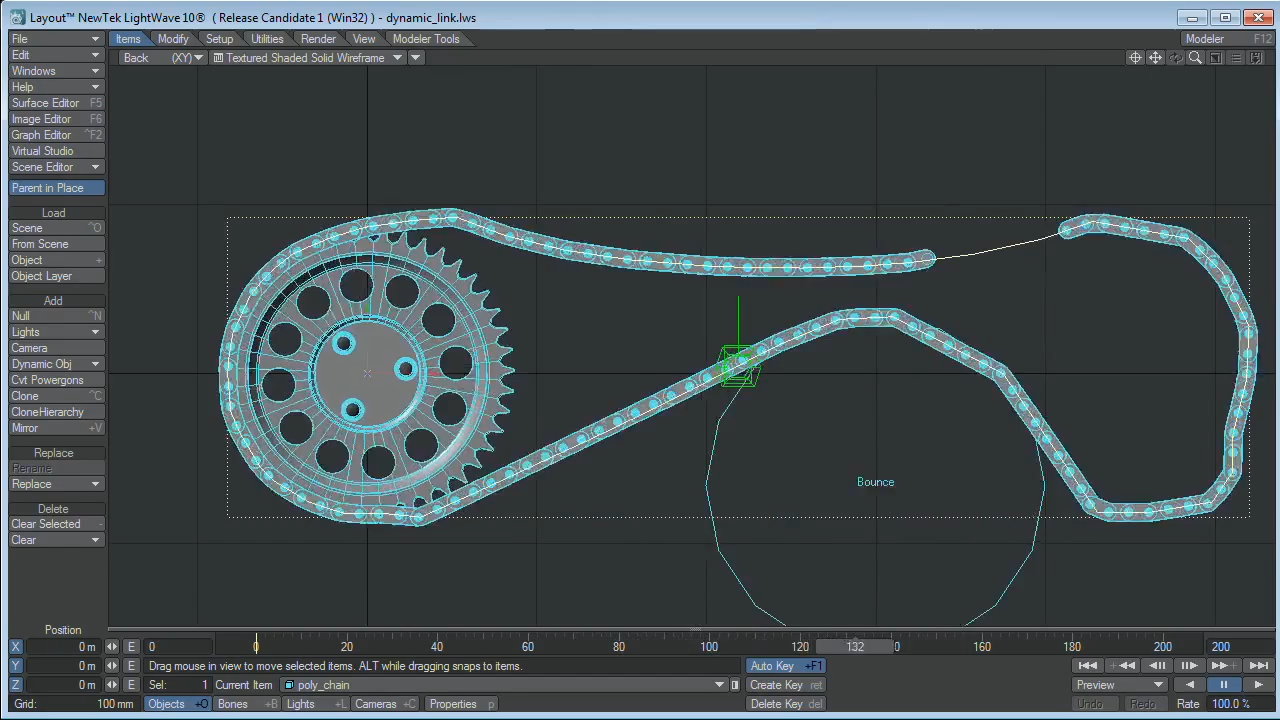 Layout™ NewTek LightWave 10® ( Release Candidate 1 (Win32) ) - dynamic_link.lws
File Items Modify Setup Utilities Render View Modeler Tools Modeler F12
Edit Back (XY) Textured Shaded Solid Wireframe
Windows
Help
Surface Editor F5
Image Editor F6
Graph Editor ^F2
Virtual Studio
Scene Editor
Parent in Place
Load
Scene ^O
From Scene
Object +
Object Layer
Add
Null ^N
Lights
Camera
Dynamic Obj
Cvt Powergons
Clone ^C
CloneHierarchy
Mirror +V
Replace
Rename
Replace
Delete
Clear Selected -
Clear
Bounce
Position
X 0 m E 0 0 20 40 60 80 100 120 132 160 180 200 200
Y 0 m E Drag mouse in view to move selected items. ALT while dragging snaps to items. Auto Key +F1
Z 0 m E Sel: 1 Current Item poly_chain Create Key ret Preview
Grid: 100 mm Objects +O Bones +B Lights +L Cameras +C Properties p Delete Key del Undo Redo Rate 100.0 %